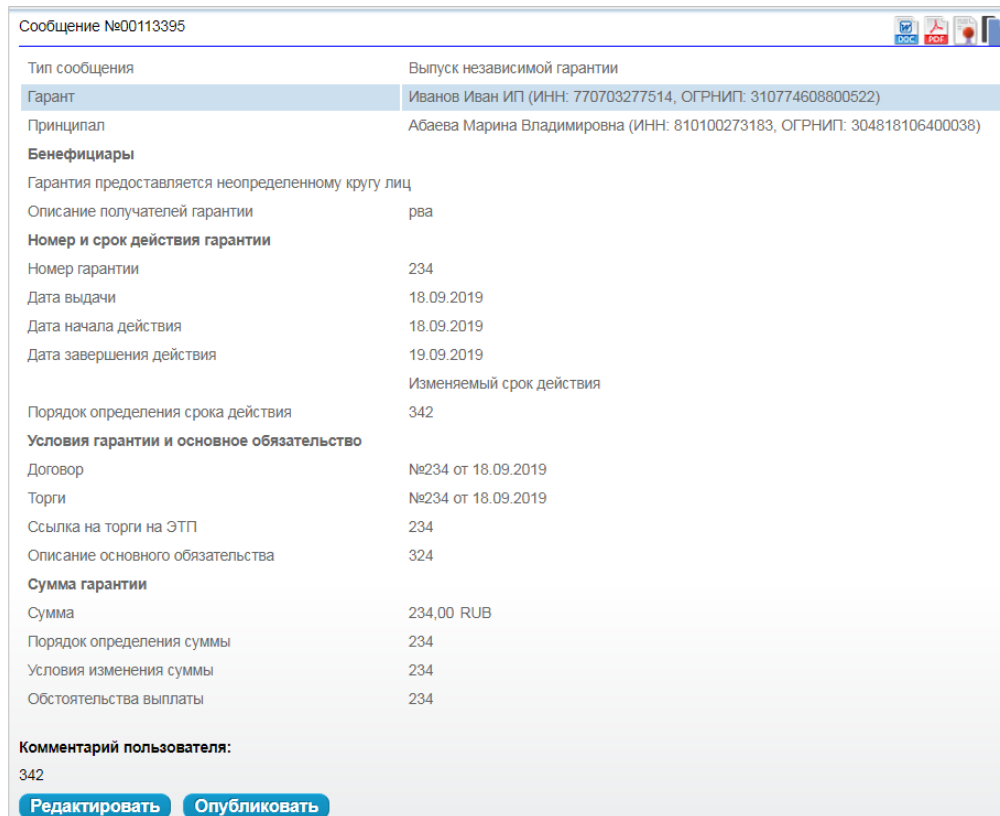 Сообщение №00113395
DOC PDF
Тип сообщения Выпуск независимой гарантии
Гарант Иванов Иван ИП (ИНН: 770703277514, ОГРНИП: 310774608800522)
Принципал Абаева Марина Владимировна (ИНН: 810100273183, ОГРНИП: 304818106400038)
Бенефициары
Гарантия предоставляется неопределенному кругу лиц
Описание получателей гарантии рва
Номер и срок действия гарантии
Номер гарантии 234
Дата выдачи 18.09.2019
Дата начала действия 18.09.2019
Дата завершения действия 19.09.2019
Изменяемый срок действия
Порядок определения срока действия 342
Условия гарантии и основное обязательство
Договор №234 от 18.09.2019
Торги №234 от 18.09.2019
Ссылка на торги на ЭТП 234
Описание основного обязательства 324
Сумма гарантии
Сумма 234,00 RUB
Порядок определения суммы 234
Условия изменения суммы 234
Обстоятельства выплаты 234
Комментарий пользователя:
342
Редактировать Опубликовать